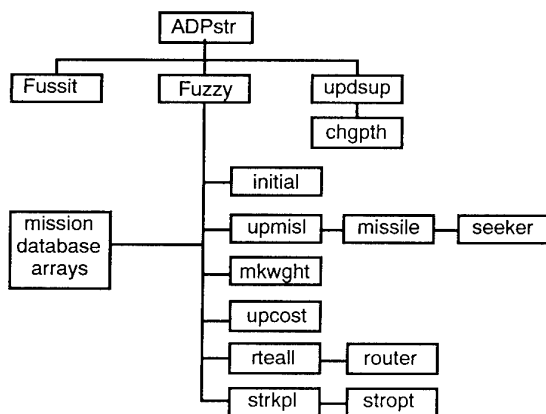 ADPstr
Fussit
Fuzzy
updsup
chgpth
initial
mission
database
arrays
upmisl
missile
seeker
mkwght
upcost
rteall
router
strkpl
stropt